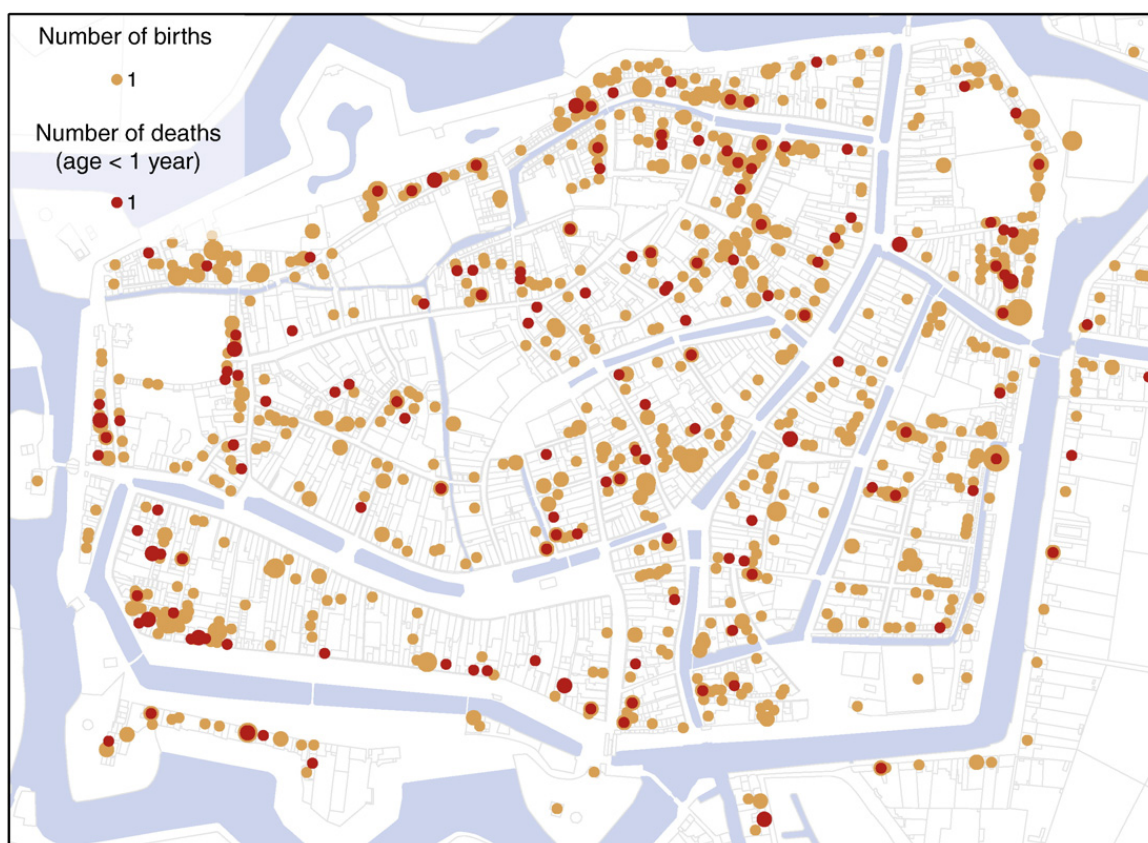 Number of births
1
Number of deaths
(age < 1 year)
1